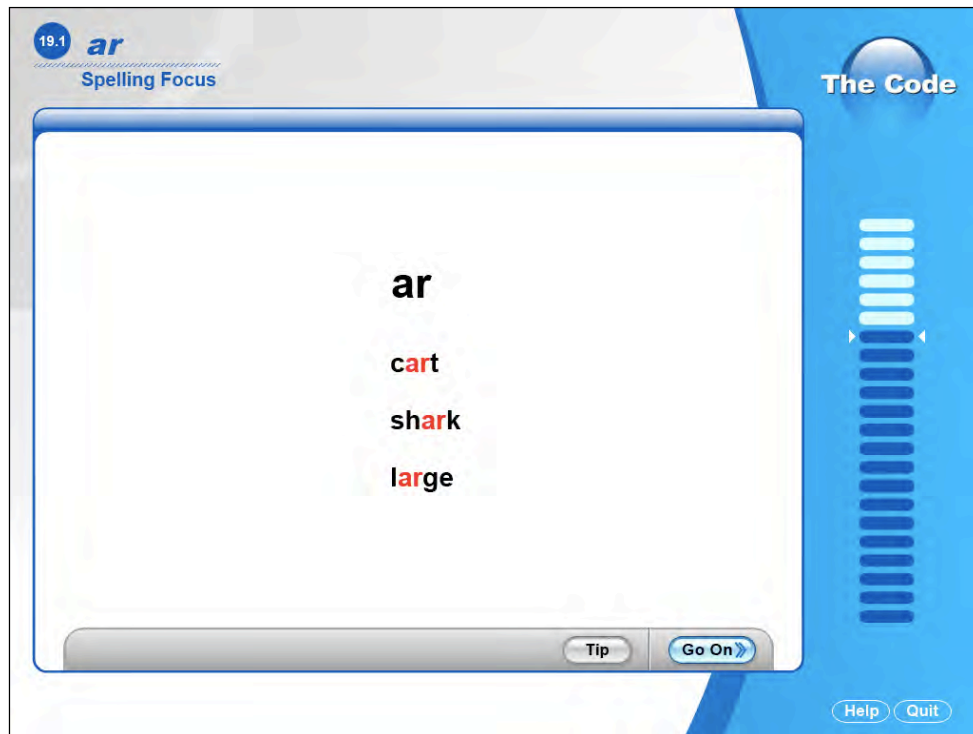 19.1 ar
Spelling Focus
The Code
ar
cart
shark
large
Tip
Go On
Help
Quit